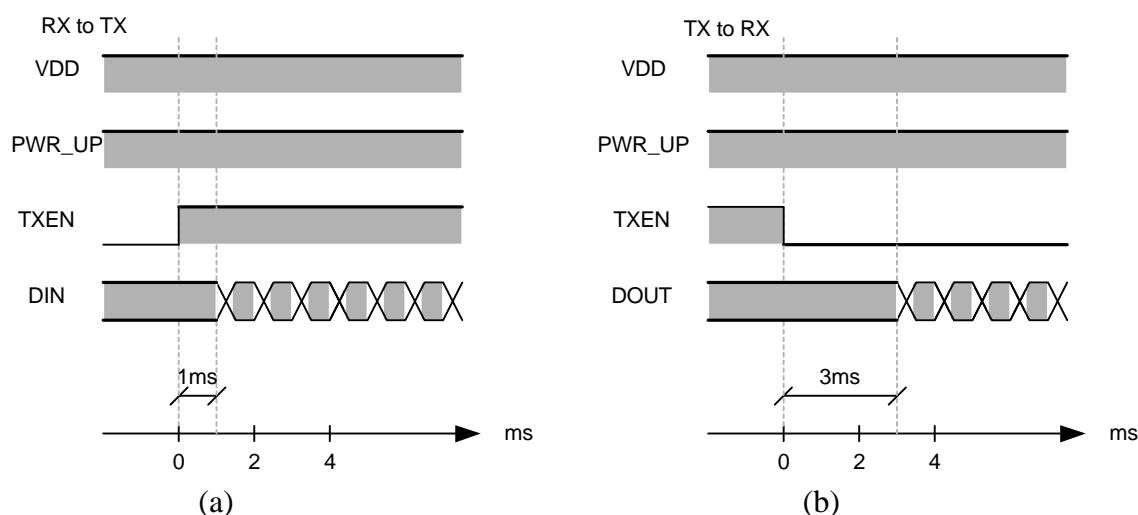 RX to TX
VDD
PWR_UP
TXEN
DIN
1ms
ms
0 2 4
(a)
TX to RX
VDD
PWR_UP
TXEN
DOUT
3ms
ms
0 2 4
(b)